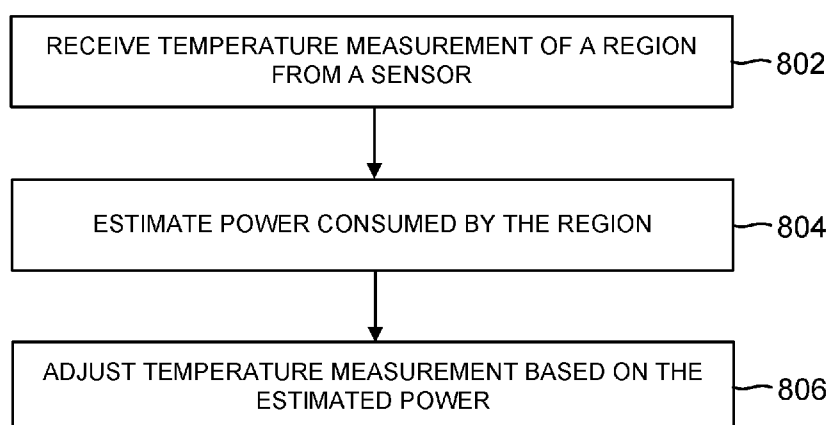 RECEIVE TEMPERATURE MEASUREMENT OF A REGION
FROM A SENSOR
802
ESTIMATE POWER CONSUMED BY THE REGION
804
ADJUST TEMPERATURE MEASUREMENT BASED ON THE
ESTIMATED POWER
806